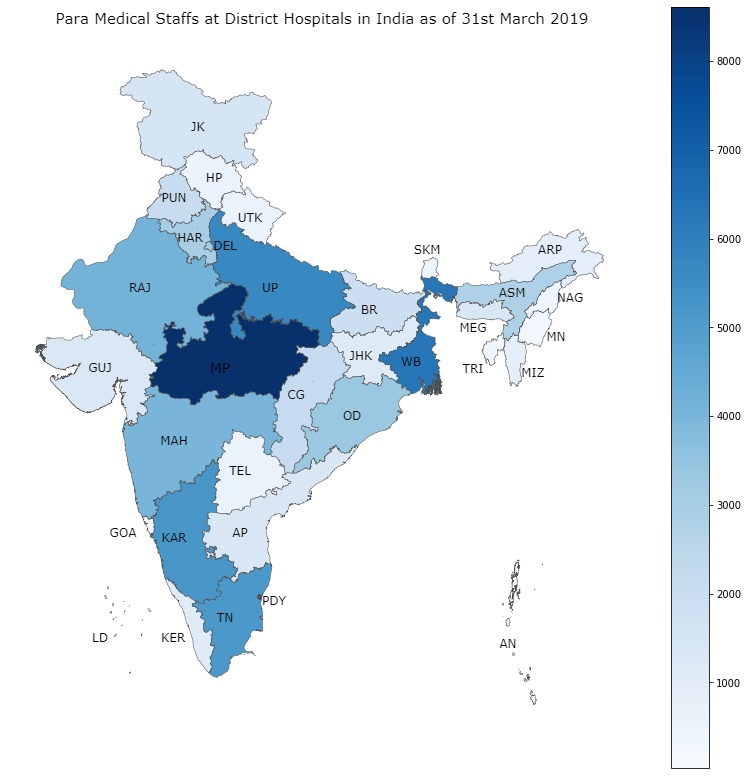 Para Medical Staffs at District Hospitals in India as of 31st March 2019
8000
7000
6000
5000
4000
3000
2000
1000
JK
HP
PUN
UTK
HAR
DEL
SKM
ARP
RAJ
UP
ASM
NAG
BR
MEG
MN
GUJ
MP
JHK
WB
TRI
MIZ
CG
OD
MAH
TEL
GOA
KAR
AP
PDY
TN
LD
KER
AN